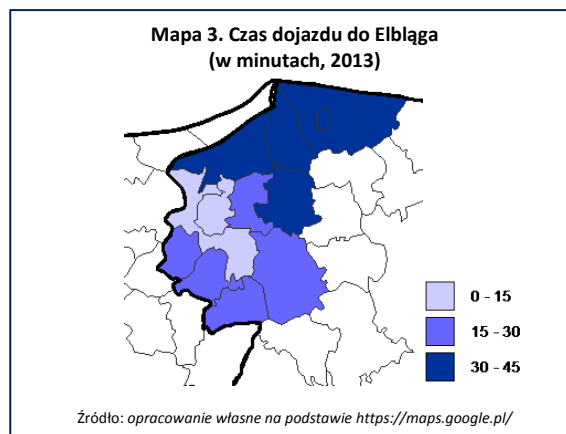 Mapa 3. Czas dojazdu do Elbląga
(w minutach, 2013)
0 - 15
15 - 30
30 - 45
Źródło: opracowanie własne na podstawie https://maps.google.pl/